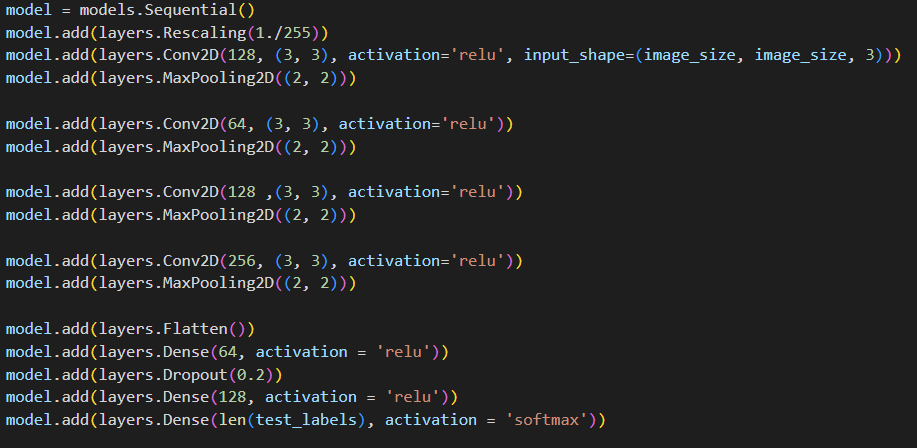 model = models.Sequential()
model.add(layers.Rescaling(1./255))
model.add(layers.Conv2D(128, (3, 3), activation='relu', input_shape=(image_size, image_size, 3)))
model.add(layers.MaxPooling2D((2, 2)))

model.add(layers.Conv2D(64, (3, 3), activation='relu'))
model.add(layers.MaxPooling2D((2, 2)))

model.add(layers.Conv2D(128 ,(3, 3), activation='relu'))
model.add(layers.MaxPooling2D((2, 2)))

model.add(layers.Conv2D(256, (3, 3), activation='relu'))
model.add(layers.MaxPooling2D((2, 2)))

model.add(layers.Flatten())
model.add(layers.Dense(64, activation = 'relu'))
model.add(layers.Dropout(0.2))
model.add(layers.Dense(128, activation = 'relu'))
model.add(layers.Dense(len(test_labels), activation = 'softmax'))